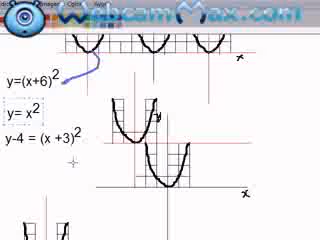 WebcamMax.com
x
y=(x+6)²
y= x²
y
y-4 = (x +3)²
x